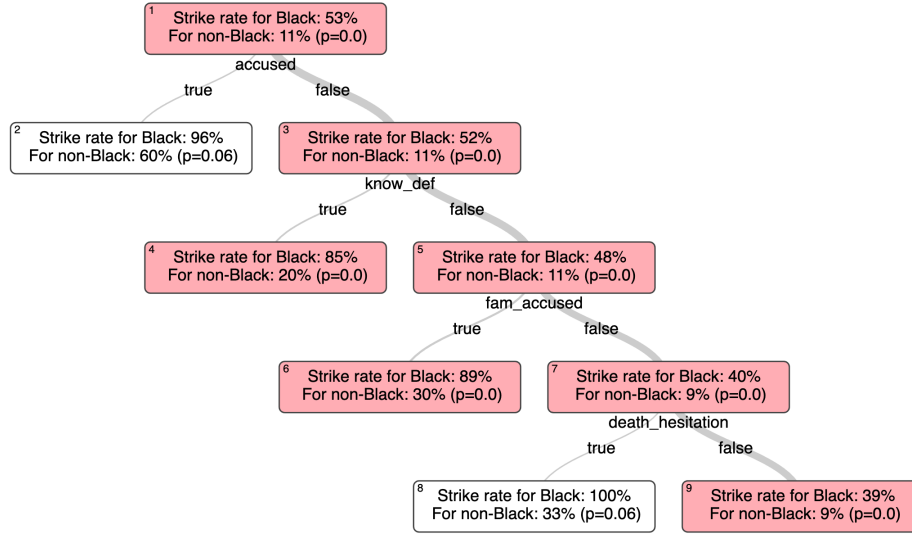 1
Strike rate for Black: 53%
For non-Black: 11% (p=0.0)
accused
true
false
2
Strike rate for Black: 96%
For non-Black: 60% (p=0.06)
3
Strike rate for Black: 52%
For non-Black: 11% (p=0.0)
know_def
true
false
4
Strike rate for Black: 85%
For non-Black: 20% (p=0.0)
5
Strike rate for Black: 48%
For non-Black: 11% (p=0.0)
fam_accused
true
false
6
Strike rate for Black: 89%
For non-Black: 30% (p=0.0)
7
Strike rate for Black: 40%
For non-Black: 9% (p=0.0)
death_hesitation
true
false
8
Strike rate for Black: 100%
For non-Black: 33% (p=0.06)
9
Strike rate for Black: 39%
For non-Black: 9% (p=0.0)